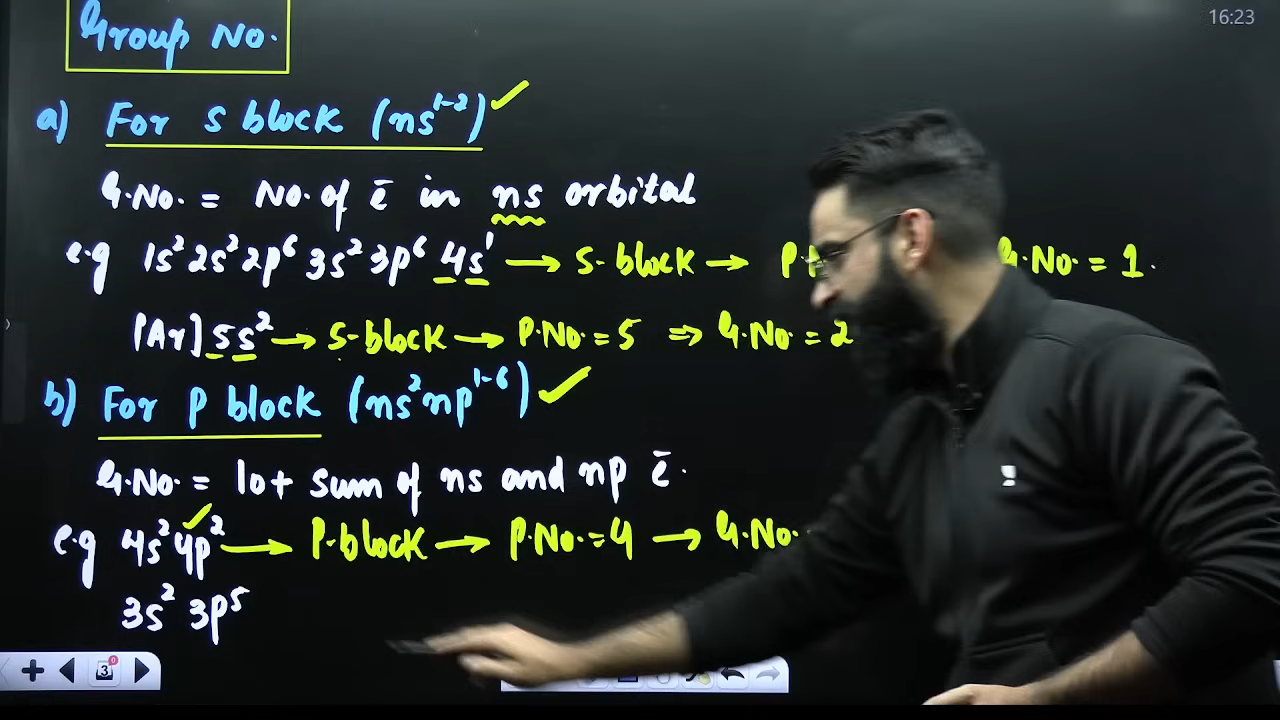 16:23
Group No.
a) For s block (ns¹⁻²) ✓
G.No. = No. of ē in ns orbital
e.g 1s² 2s² 2p⁶ 3s² 3p⁶ 4s¹ → S-block → G.No. = 1.
[Ar] 5s² → S-block → P.No. = 5 ⇒ G.No. = 2
b) For p block (ns² np¹⁻⁶) ✓
G.No. = 10+ sum of ns and np ē.
e.g 4s² 4p² → P-block → P.No. = 4 → G.No.
3s² 3p⁵
3
0